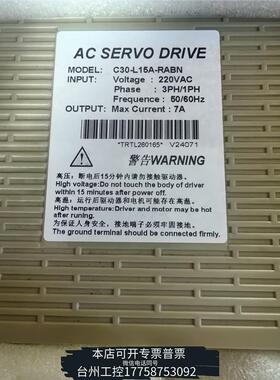 AC SERVO DRIVE
MODEL: C30-L15A-RABN
INPUT: Voltage : 220VAC
Phase : 3PH/1PH
Frequence : 50/60Hz
OUTPUT: Max Current : 7A
*TRTL260165* V24071
警告WARNING
高压：断电后15分钟内请勿接触驱动器。
High voltage:Do not touch the body of driver
within 15 minutes after power off.
高温：运行后驱动器和电机可能存在高温。
High temperature:Driver and motor may be hot
after running.
为保证人身安全，接地端子必须牢固接地。
The ground terminal should be connected firmly.
本店可开专票
台州工控17758753092